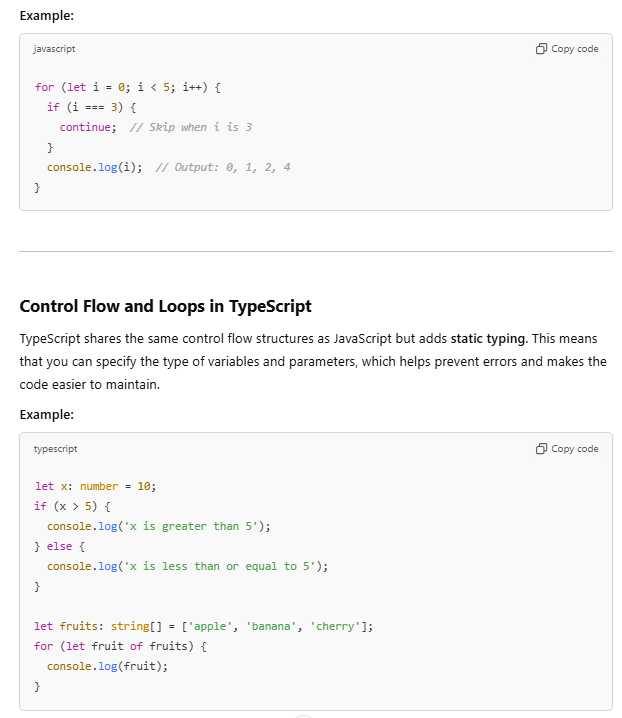 Example:
javascript
Copy code
for (let i = 0; i < 5; i++) {
  if (i === 3) {
    continue;  // Skip when i is 3
  }
  console.log(i);  // Output: 0, 1, 2, 4
}
Control Flow and Loops in TypeScript
TypeScript shares the same control flow structures as JavaScript but adds static typing. This means
that you can specify the type of variables and parameters, which helps prevent errors and makes the
code easier to maintain.
Example:
typescript
Copy code
let x: number = 10;
if (x > 5) {
  console.log('x is greater than 5');
} else {
  console.log('x is less than or equal to 5');
}
let fruits: string[] = ['apple', 'banana', 'cherry'];
for (let fruit of fruits) {
  console.log(fruit);
}